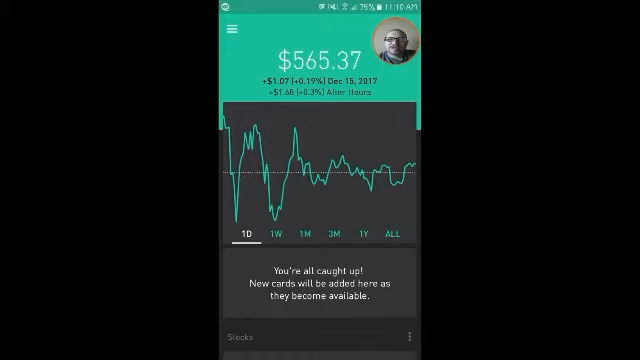 75% 11:10 AM
$565.37
+$1.07 (+0.19%) Dec 15, 2017
+$1.68 (+0.3%) After Hours
1D 1W 1M 3M 1Y ALL
You're all caught up!
New cards will be added here as
they become available.
Stocks